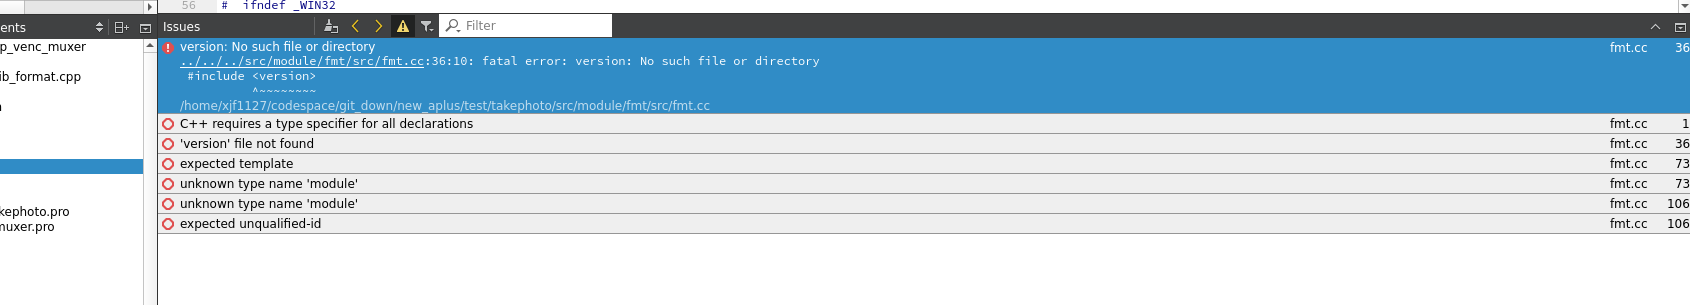 56 # ifndef _WIN32
ents
Issues
Filter
p_venc_muxer
ib_format.cpp
kephoto.pro
muxer.pro
version: No such file or directory fmt.cc 36
../../../src/module/fmt/src/fmt.cc:36:10: fatal error: version: No such file or directory
#include <version>
^~~~~~~~~
/home/xjf1127/codespace/git_down/new_aplus/test/takephoto/src/module/fmt/src/fmt.cc
C++ requires a type specifier for all declarations fmt.cc 1
'version' file not found fmt.cc 36
expected template fmt.cc 73
unknown type name 'module' fmt.cc 73
unknown type name 'module' fmt.cc 106
expected unqualified-id fmt.cc 106